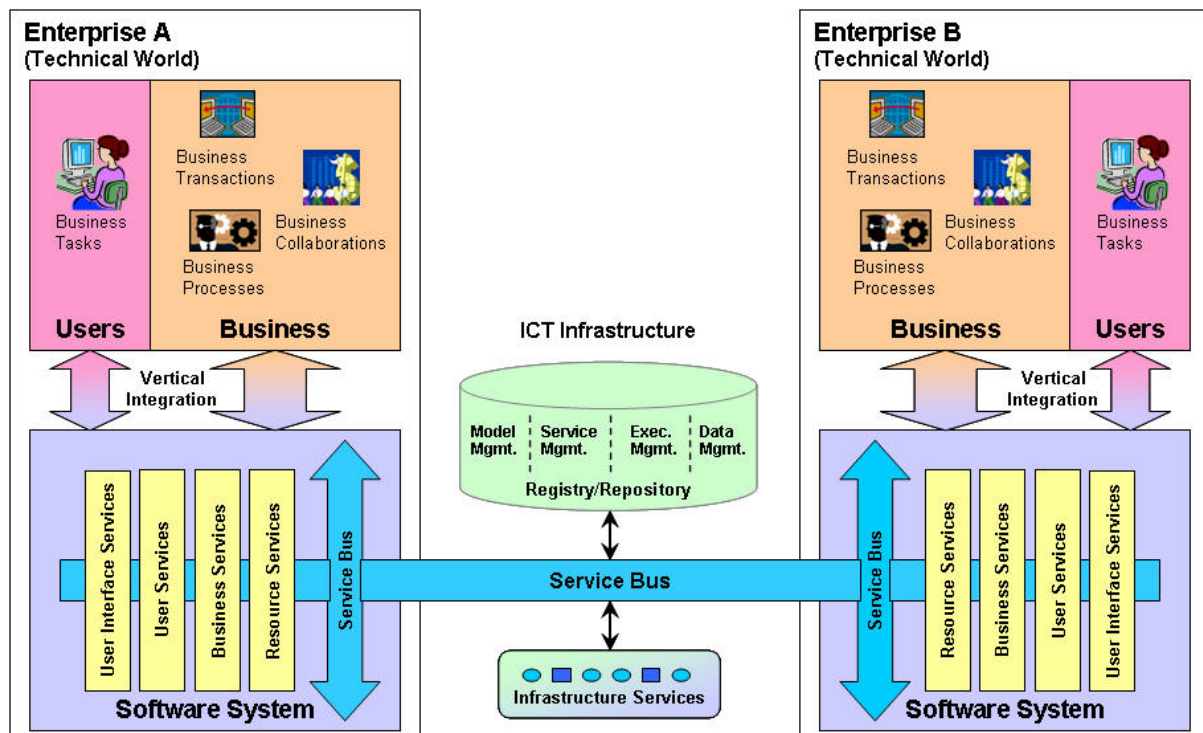 Enterprise A
(Technical World)
Business
Tasks
Business
Transactions
Business
Collaborations
Business
Processes
Users
Business
Vertical
Integration
User Interface Services
User Services
Business Services
Resource Services
Service Bus
Software System
ICT Infrastructure
Model
Mgmt.
Service
Mgmt.
Exec.
Mgmt.
Data
Mgmt.
Registry/Repository
Service Bus
Infrastructure Services
Enterprise B
(Technical World)
Business
Transactions
Business
Collaborations
Business
Processes
Business
Tasks
Business
Users
Vertical
Integration
Service Bus
Resource Services
Business Services
User Services
User Interface Services
Software System